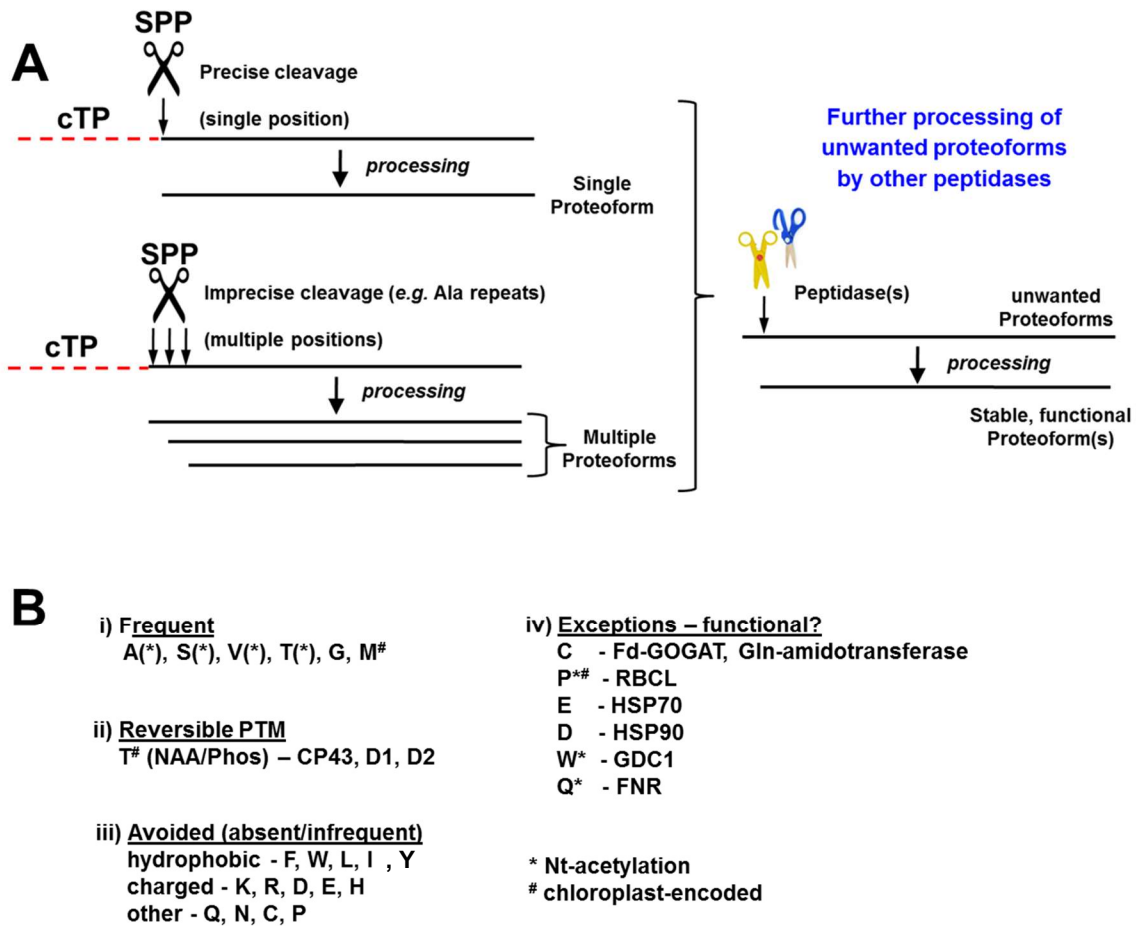 A
SPP
Precise cleavage
(single position)
cTP
processing
Single
Proteoform
SPP
Imprecise cleavage (e.g. Ala repeats)
(multiple positions)
cTP
processing
Multiple
Proteoforms
Further processing of
unwanted proteoforms
by other peptidases
Peptidase(s)
unwanted
Proteoforms
processing
Stable, functional
Proteoform(s)
B
i) Frequent
A(*), S(*), V(*), T(*), G, M#
ii) Reversible PTM
T# (NAA/Phos) – CP43, D1, D2
iii) Avoided (absent/infrequent)
hydrophobic - F, W, L, I , Y
charged - K, R, D, E, H
other - Q, N, C, P
iv) Exceptions – functional?
C - Fd-GOGAT, Gln-amidotransferase
P*# - RBCL
E - HSP70
D - HSP90
W* - GDC1
Q* - FNR
* Nt-acetylation
# chloroplast-encoded